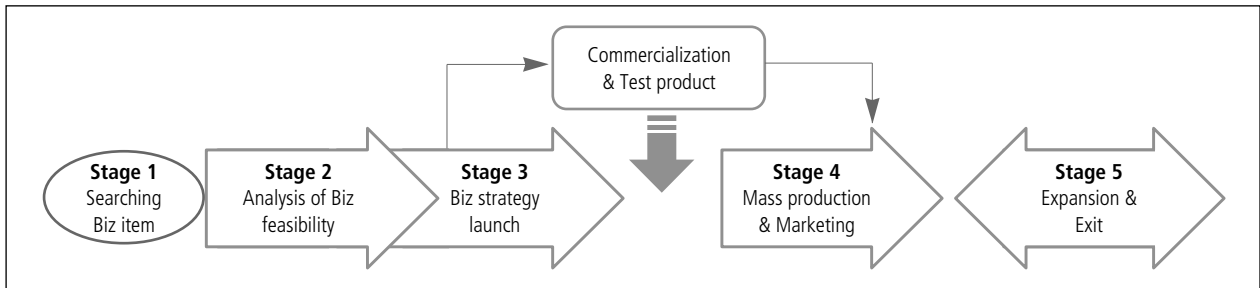 Commercialization
& Test product
Stage 1
Searching
Biz item
Stage 2
Analysis of Biz
feasibility
Stage 3
Biz strategy
launch
Stage 4
Mass production
& Marketing
Stage 5
Expansion &
Exit